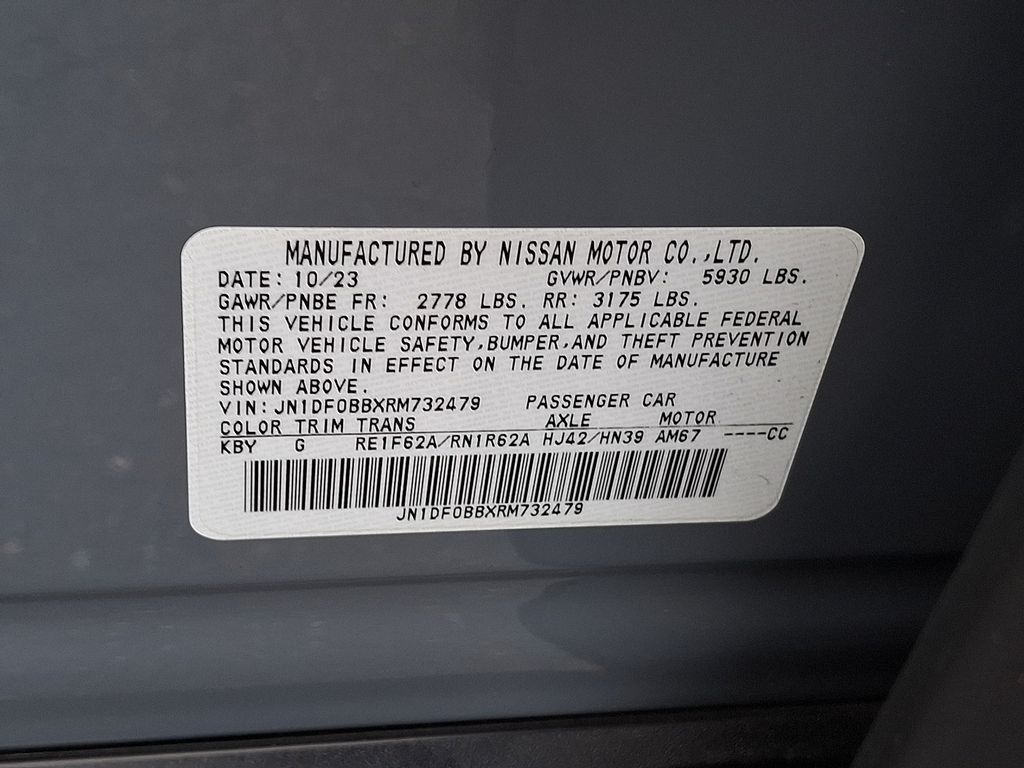 MANUFACTURED BY NISSAN MOTOR CO.,LTD.
DATE: 10/23 GVWR/PNBV: 5930 LBS.
GAWR/PNBE FR: 2778 LBS. RR: 3175 LBS.
THIS VEHICLE CONFORMS TO ALL APPLICABLE FEDERAL
MOTOR VEHICLE SAFETY,BUMPER,AND THEFT PREVENTION
STANDARDS IN EFFECT ON THE DATE OF MANUFACTURE
SHOWN ABOVE.
VIN:JN1DF0BBXRM732479 PASSENGER CAR
COLOR TRIM TRANS AXLE MOTOR
KBY G RE1F62A/RN1R62A HJ42/HN39 AM67 ----CC
JN1DF0BBXRM732479